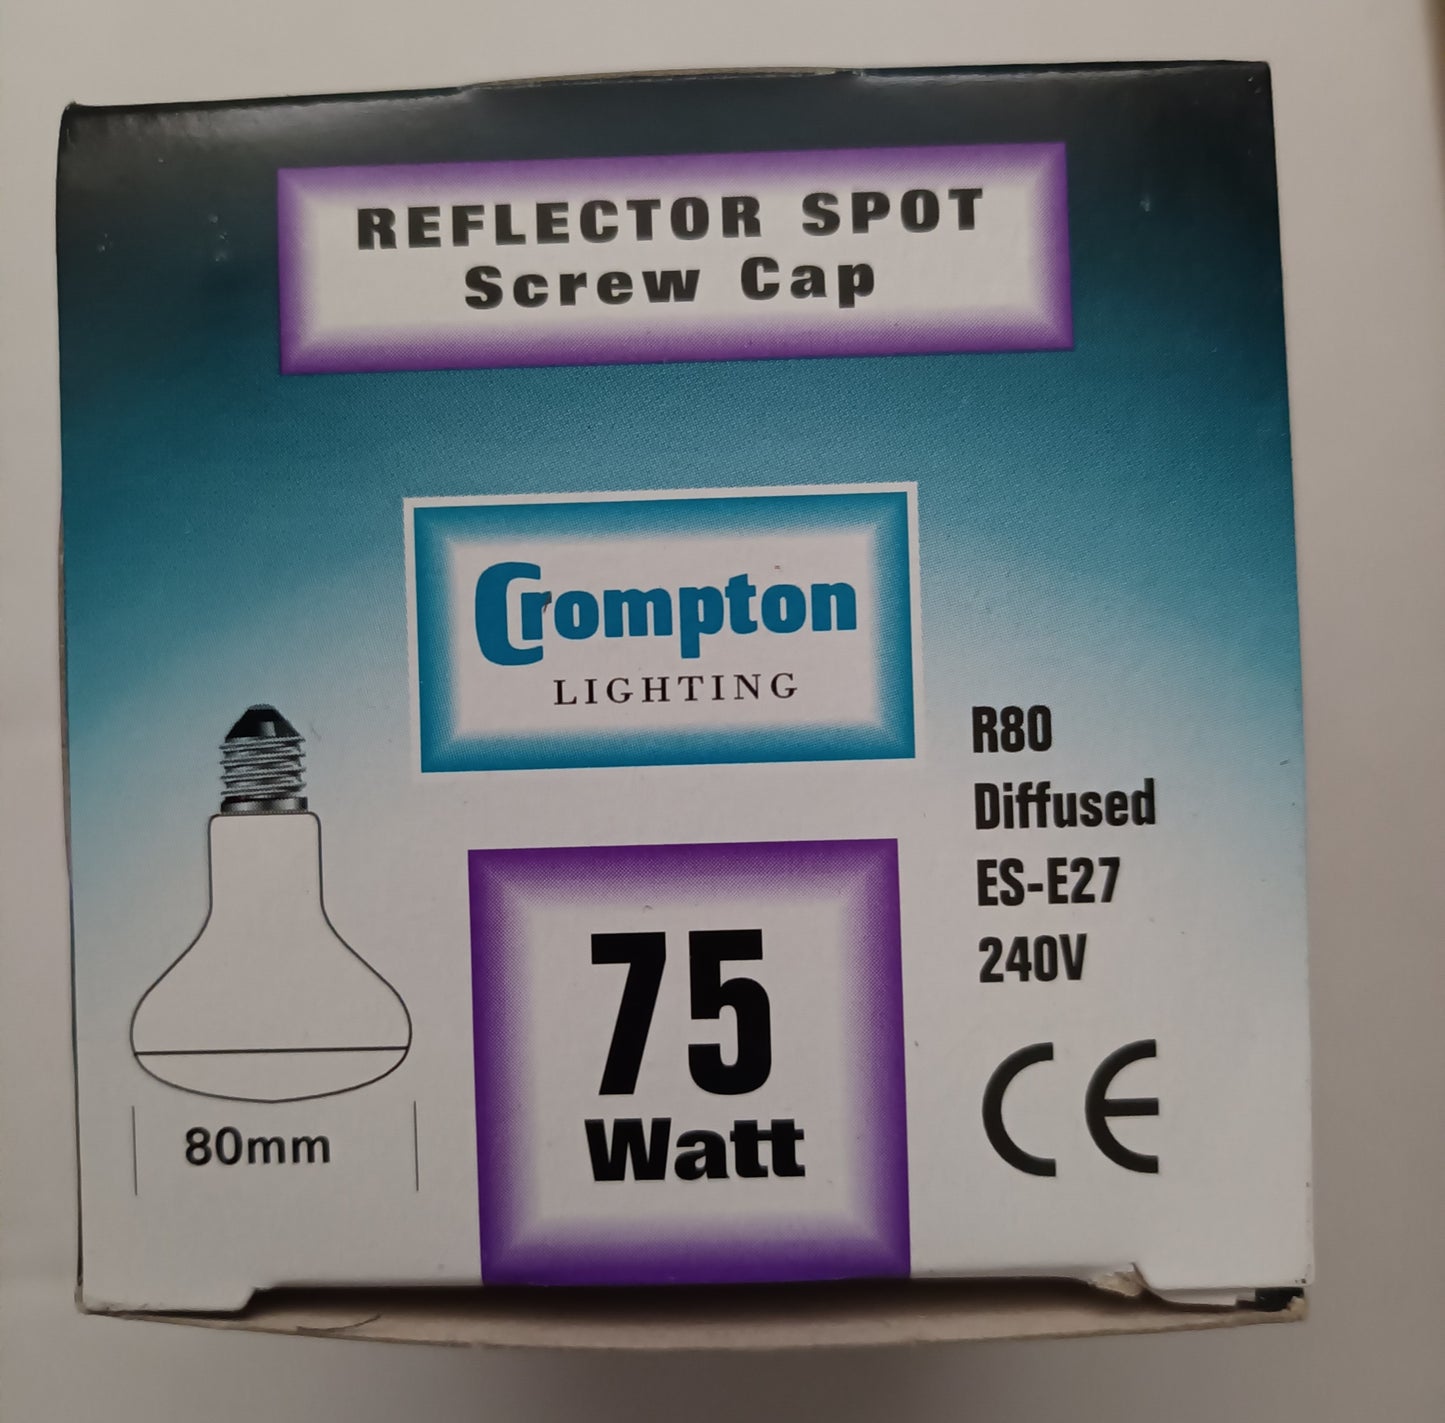 REFLECTOR SPOT
Screw Cap
Crompton
LIGHTING
R80
Diffused
ES-E27
240V
75
Watt
80mm
CE